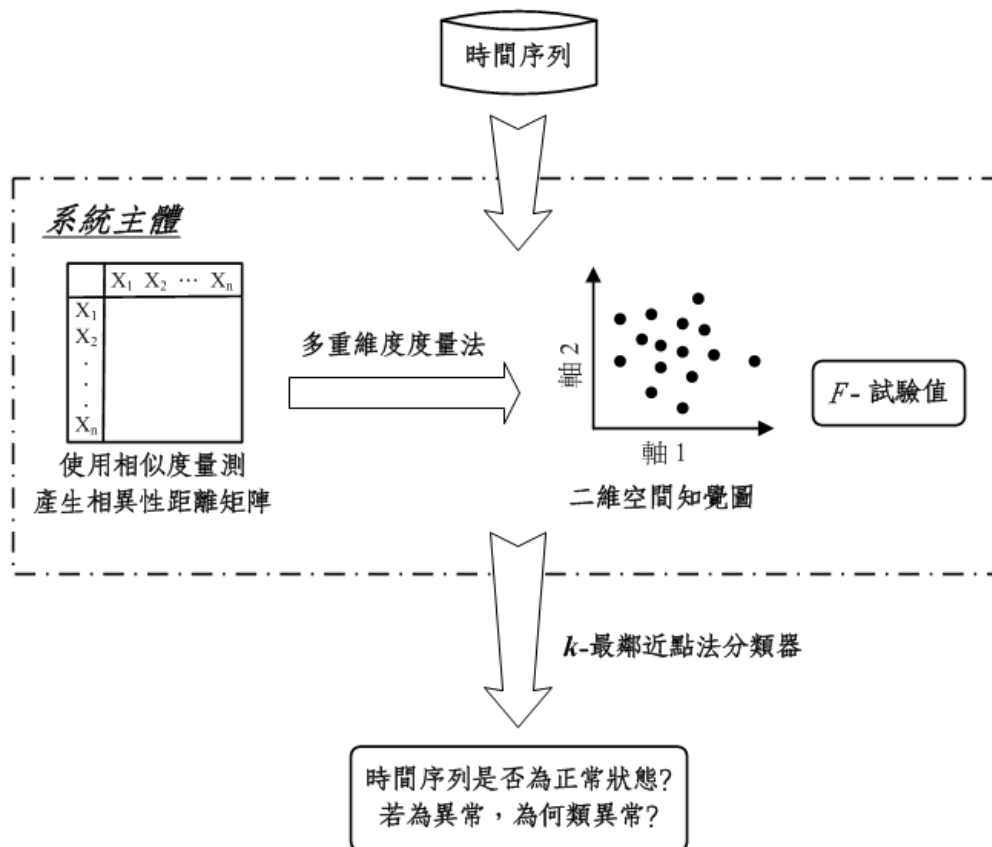 時間序列
系統主體
X1 X2 ⋯ Xn
X1
X2
.
.
.
Xn
使用相似度量測
產生相異性距離矩陣
多重維度度量法
軸 2
軸 1
二維空間知覺圖
F- 試驗值
k-最鄰近點法分類器
時間序列是否為正常狀態?
若為異常，為何類異常?